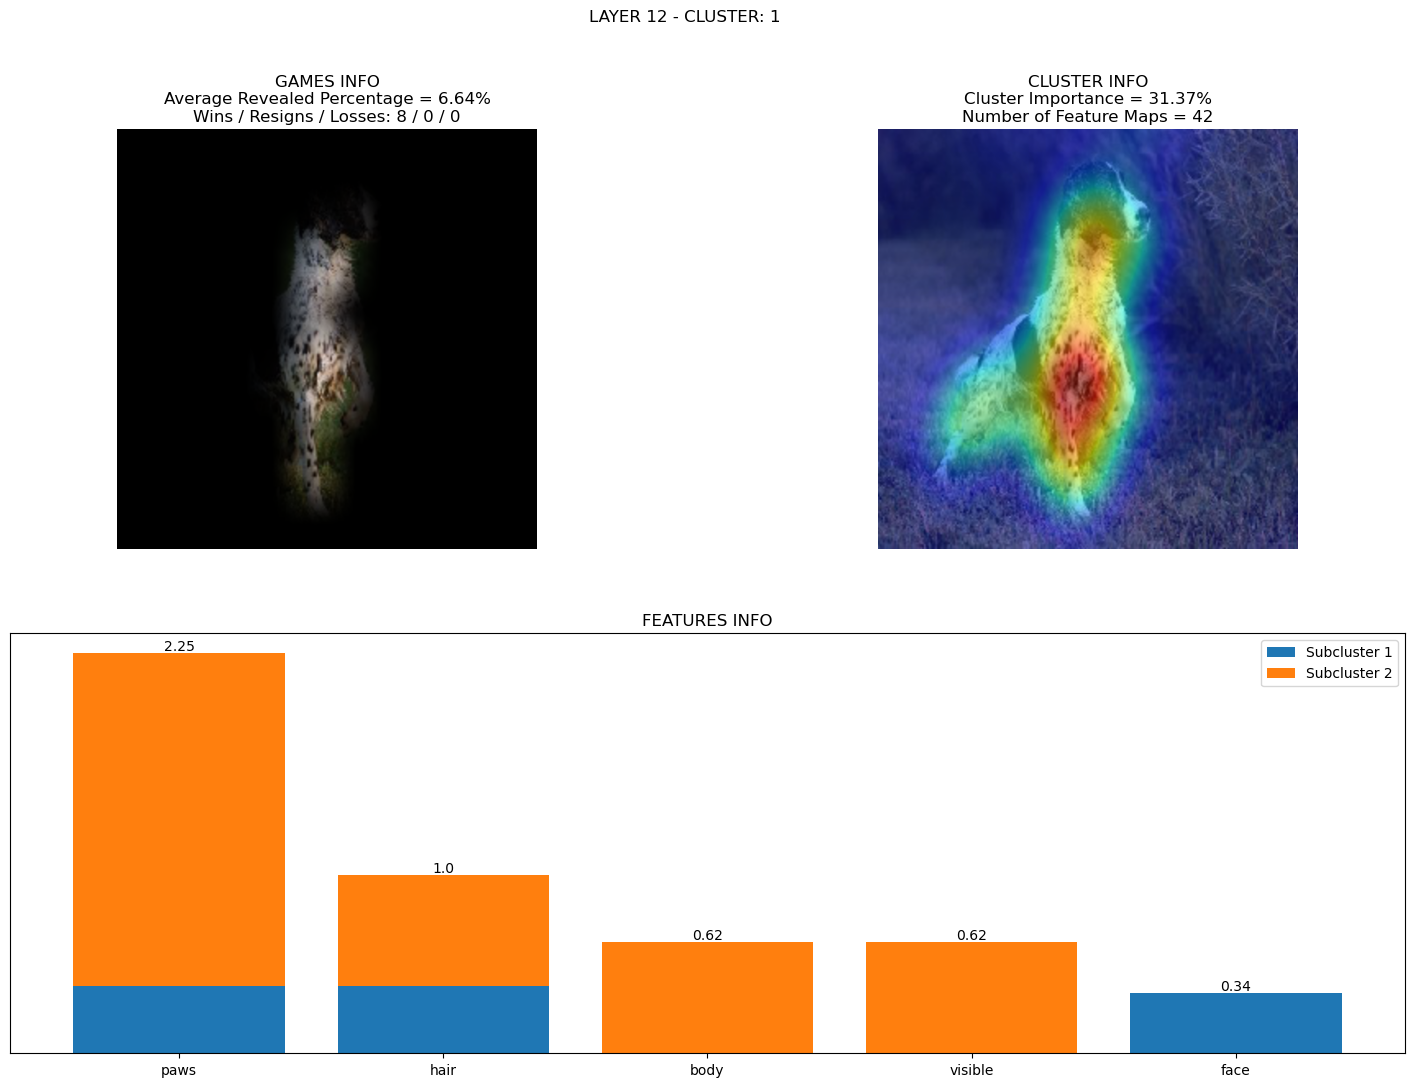 LAYER 12 - CLUSTER: 1
GAMES INFO
Average Revealed Percentage = 6.64%
Wins / Resigns / Losses: 8 / 0 / 0
CLUSTER INFO
Cluster Importance = 31.37%
Number of Feature Maps = 42
FEATURES INFO
Subcluster 1
Subcluster 2
2.25
1.0
0.62
0.62
0.34
paws
hair
body
visible
face